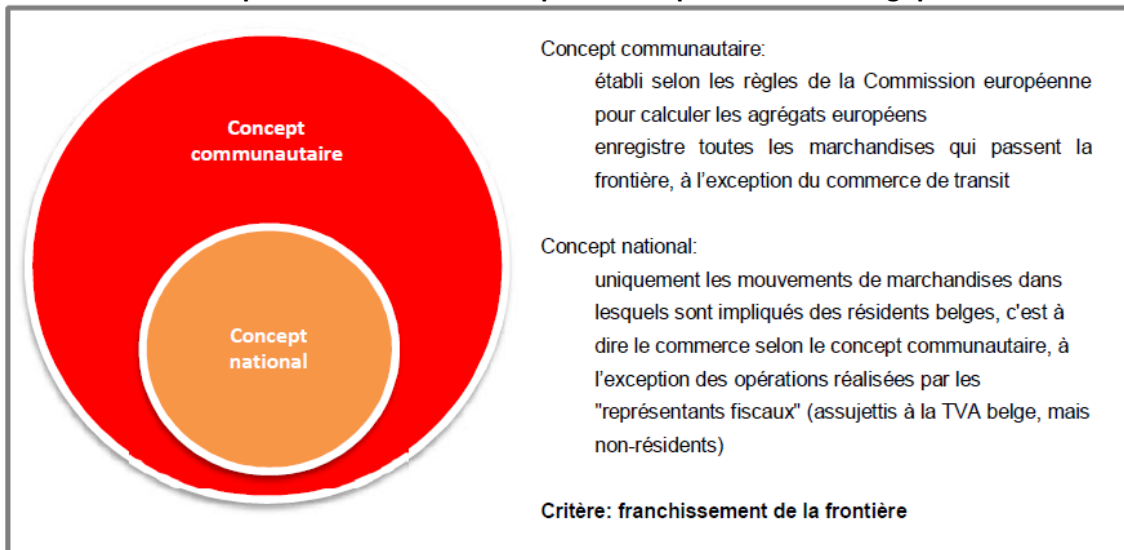 Concept
communautaire
Concept
national
Concept communautaire:
établi selon les règles de la Commission européenne
pour calculer les agrégats européens
enregistre toutes les marchandises qui passent la
frontière, à l'exception du commerce de transit
Concept national:
uniquement les mouvements de marchandises dans
lesquels sont impliqués des résidents belges, c'est à
dire le commerce selon le concept communautaire, à
l'exception des opérations réalisées par les
"représentants fiscaux" (assujettis à la TVA belge, mais
non-résidents)
Critère: franchissement de la frontière